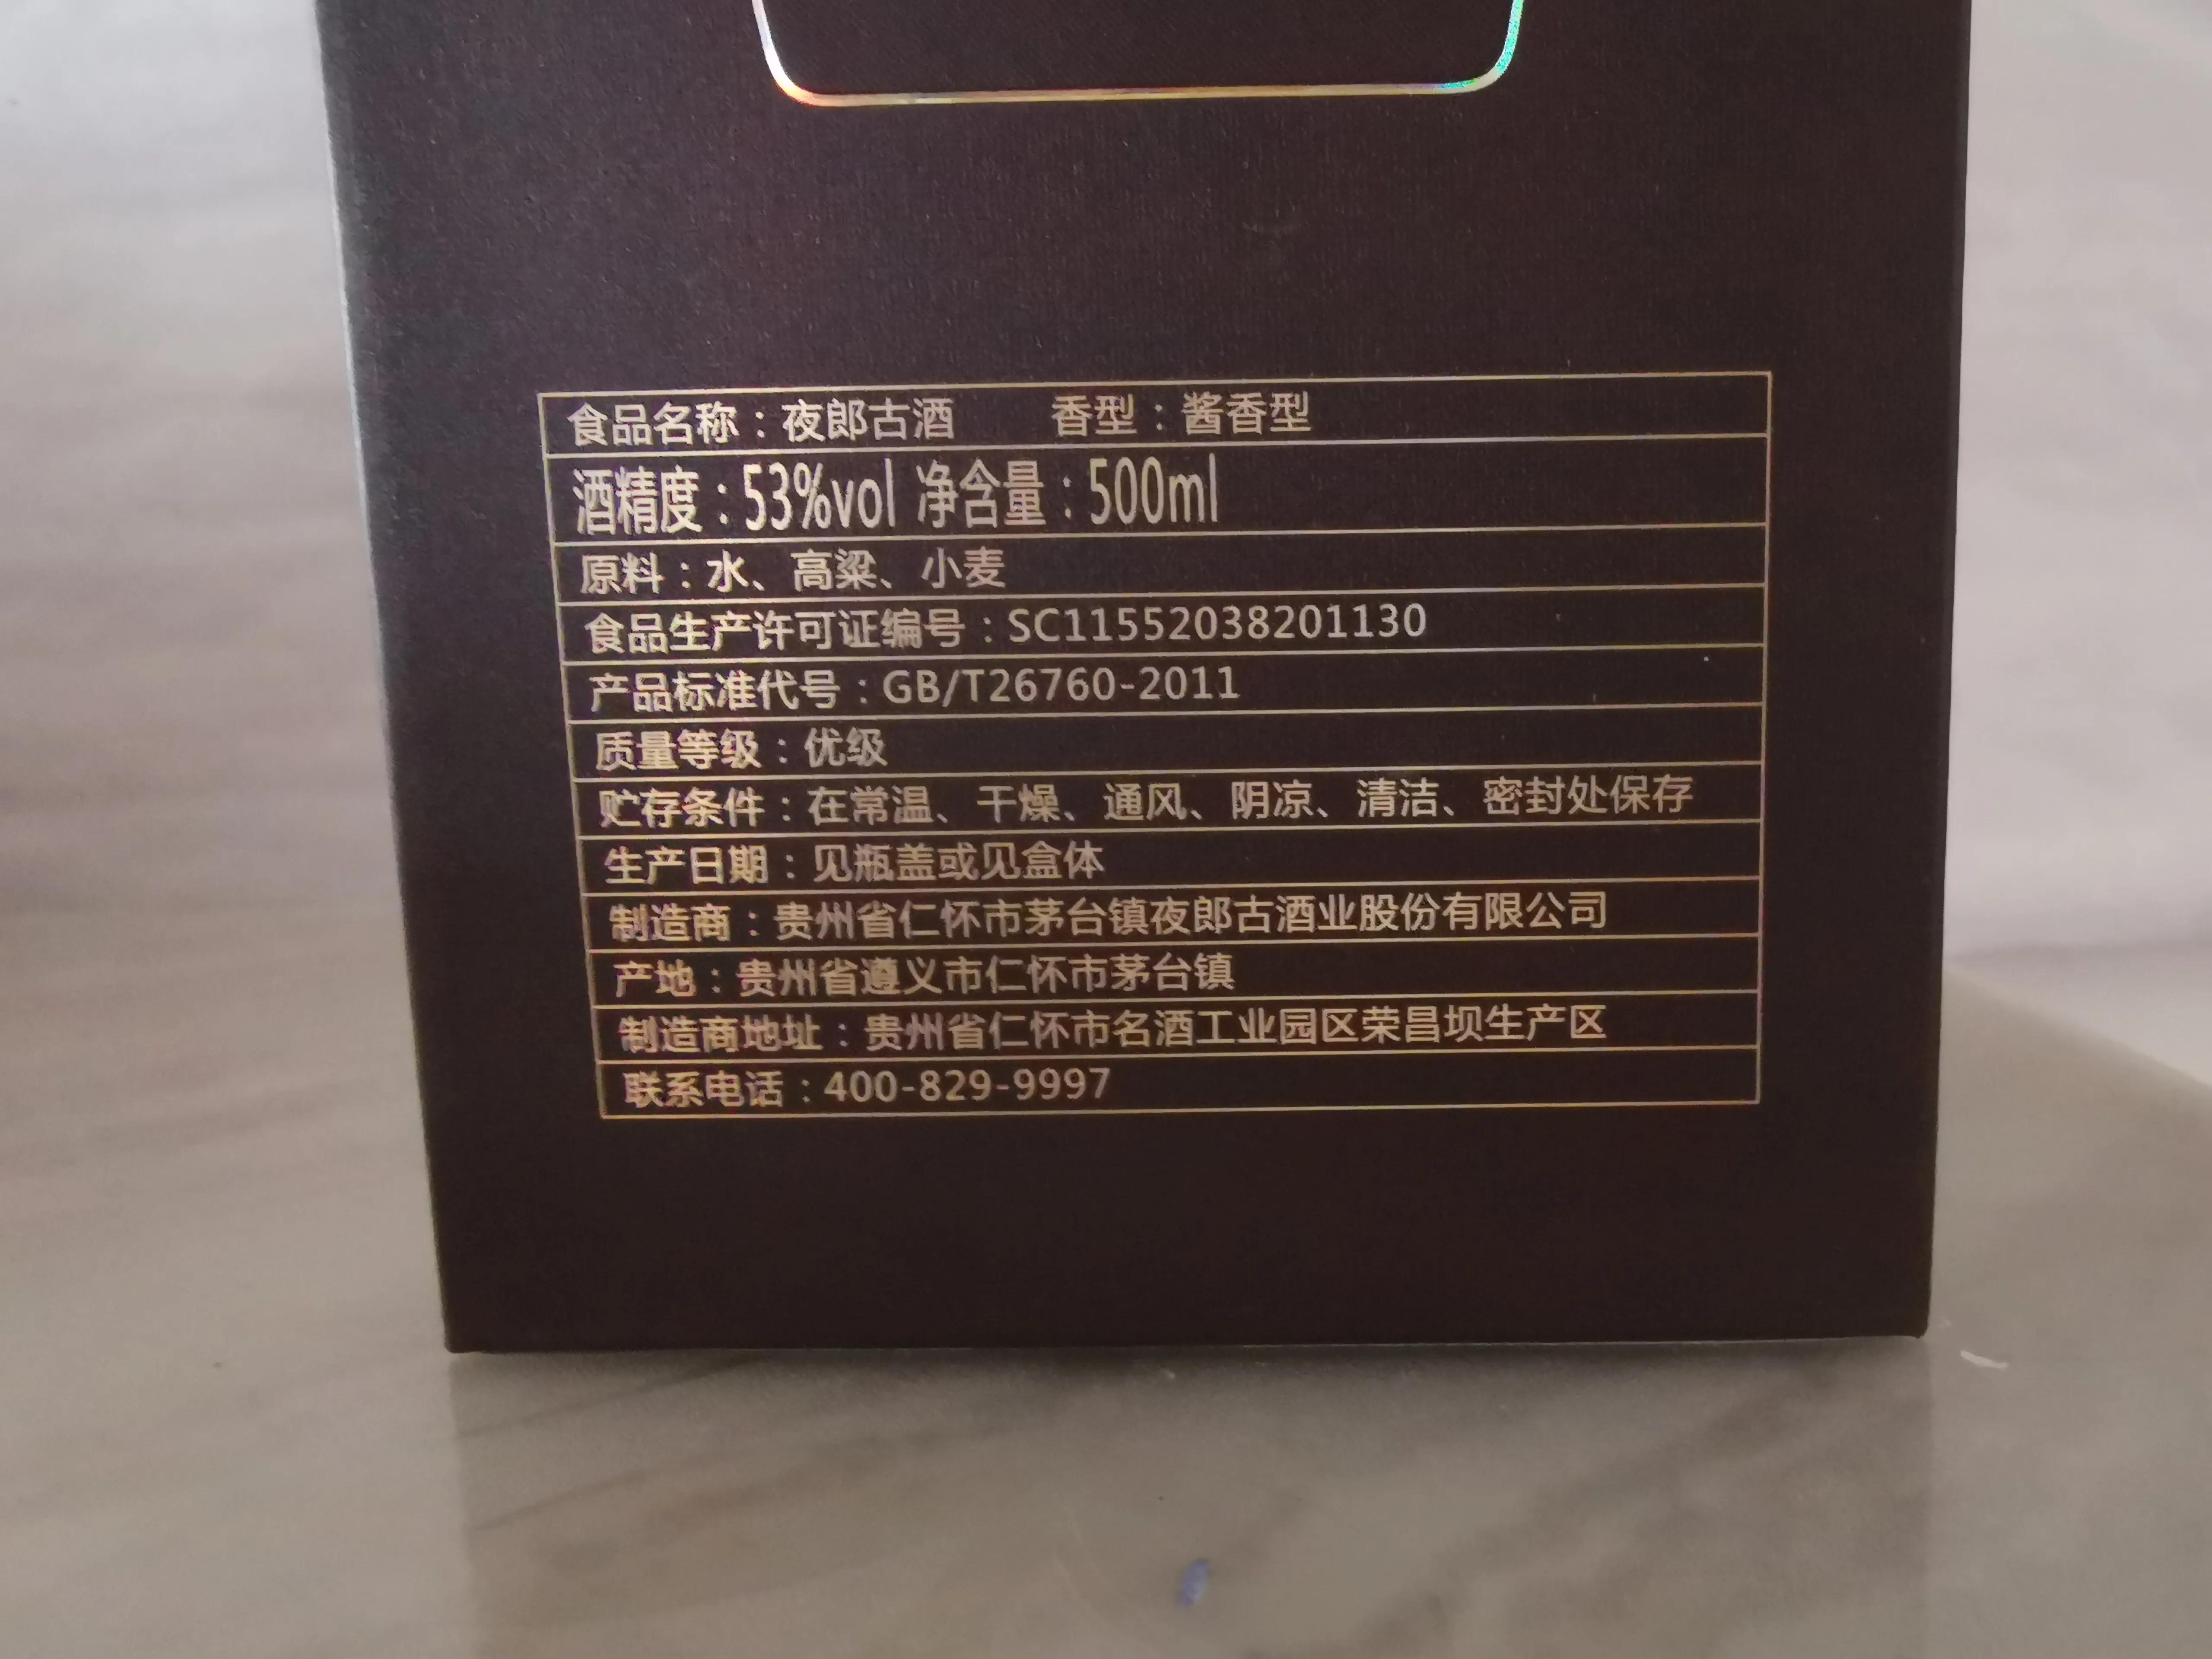 食品名称：夜郎古酒 香型：酱香型
酒精度：53%vol 净含量：500ml
原料：水、高粱、小麦
食品生产许可证编号：SC11552038201130
产品标准代号：GB/T26760-2011
质量等级：优级
贮存条件：在常温、干燥、通风、阴凉、清洁、密封处保存
生产日期：见瓶盖或见盒体
制造商：贵州省仁怀市茅台镇夜郎古酒业股份有限公司
产地：贵州省遵义市仁怀市茅台镇
制造商地址：贵州省仁怀市名酒工业园区荣昌坝生产区
联系电话：400-829-9997